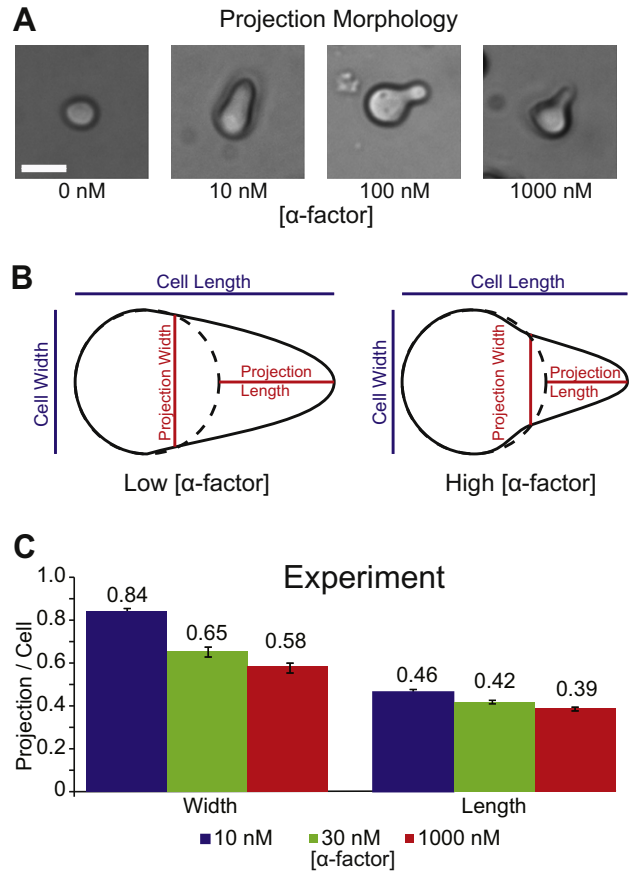 A
Projection Morphology
0 nM
10 nM
100 nM
1000 nM
[α-factor]
B
Cell Length
Cell Width
Projection Width
Projection
Length
Low [α-factor]
Cell Length
Cell Width
Projection Width
Projection
Length
High [α-factor]
C
Experiment
Projection / Cell
1.0
0.8
0.6
0.4
0.2
0
0.84
0.65
0.58
0.46
0.42
0.39
Width
Length
10 nM
30 nM
1000 nM
[α-factor]